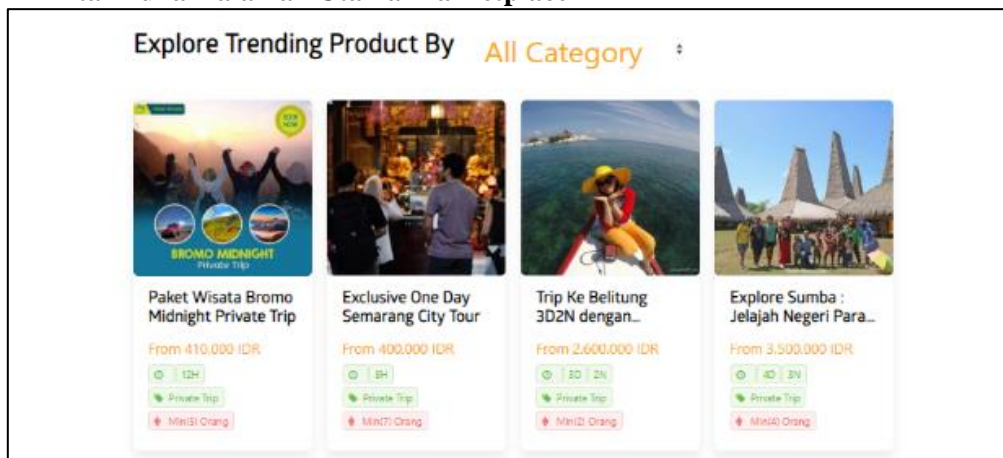 Explore Trending Product By All Category
BOOK NOW
BROMO MIDNIGHT
Private Trip
Paket Wisata Bromo
Midnight Private Trip
From 410.000 IDR
12H
Private Trip
Min(5) Orang
Exclusive One Day
Semarang City Tour
From 400.000 IDR
8H
Private Trip
Min(7) Orang
Trip Ke Belitung
3D2N dengan...
From 2.600.000 IDR
3D 2N
Private Trip
Min(2) Orang
Explore Sumba :
Jelajah Negeri Para...
From 3.500.000 IDR
4D 3N
Private Trip
Min(4) Orang